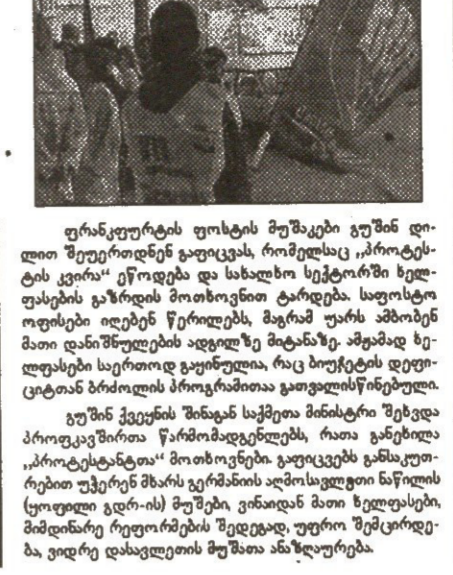 ფრანკფურტის ფოსტის მუშაკები გუშინ დი-
ლით შეუერთდნენ გაფიცვას, რომელსაც ,,პროტეს-
ტის კვირა“ ეწოდება და სახალხო სექტორში ხელ-
ფასების გაზრდის მოთხოვნით ტარდება. საფოსტო
ოფისები იღებენ წერილებს, მაგრამ უარს ამბობენ
მათი დანიშნულების ადგილზე მიტანაზე. ამჟამად ხე-
ლფასები საერთოდ გაყინულია, რაც ბიუჯეტის დეფი-
ციტთან ბრძოლის პროგრამითაა გათვალისწინებული.
გუშინ ქვეყნის შინაგან საქმეთა მინისტრი შეხვდა
პროფკავშირთა წარმომადგენლებს, რათა განეხილა
,,პროტესტანტთა“ მოთხოვნები. გაფიცვებს განსაკუთ-
რებით უჭერენ მხარს გერმანიის აღმოსავლეთი ნაწილის
(ყოფილი გდრ-ის) მუშები, ვინაიდან მათი ხელფასები,
მიმდინარე რეფორმების შედეგად, უფრო შემცირდე-
ბა, ვიდრე დასავლეთის მუშათა ანაზღაურება.